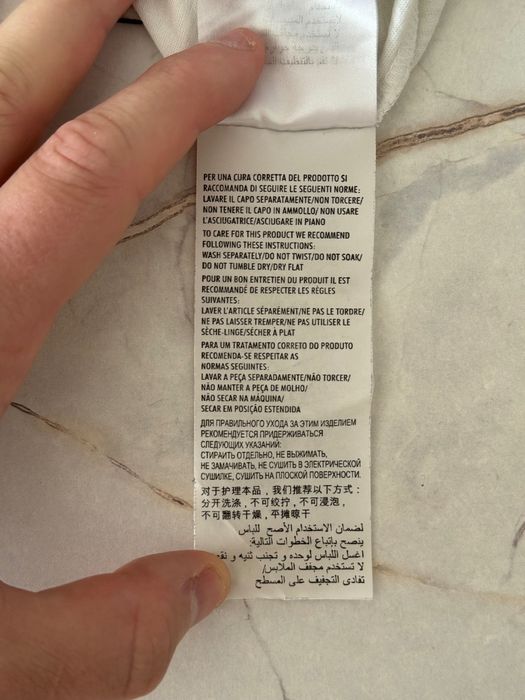 PER UNA CURA CORRETTA DEL PRODOTTO SI
RACCOMANDA DI SEGUIRE LE SEGUENTI NORME:
LAVARE IL CAPO SEPARATAMENTE/NON TORCERE/
NON TENERE IL CAPO IN AMMOLLO/ NON USARE
L'ASCIUGATRICE/ASCIUGARE IN PIANO
TO CARE FOR THIS PRODUCT WE RECOMMEND
FOLLOWING THESE INSTRUCTIONS:
WASH SEPARATELY/DO NOT TWIST/DO NOT SOAK/
DO NOT TUMBLE DRY/DRY FLAT
POUR UN BON ENTRETIEN DU PRODUIT IL EST
RECOMMANDÉ DE RESPECTER LES RÈGLES
SUIVANTES:
LAVER L'ARTICLE SÉPARÉMENT/NE PAS LE TORDRE/
NE PAS LAISSER TREMPER/NE PAS UTILISER LE
SÈCHE-LINGE/SÉCHER À PLAT
PARA UM TRATAMENTO CORRETO DO PRODUTO
RECOMENDA-SE RESPEITAR AS
NORMAS SEGUINTES:
LAVAR A PEÇA SEPARADAMENTE/NÃO TORCER/
NÃO MANTER A PEÇA DE MOLHO/
NÃO SECAR NA MÁQUINA/
SECAR EM POSIÇÃO ESTENDIDA
ДЛЯ ПРАВИЛЬНОГО УХОДА ЗА ЭТИМ ИЗДЕЛИЕМ
РЕКОМЕНДУЕТСЯ ПРИДЕРЖИВАТЬСЯ
СЛЕДУЮЩИХ УКАЗАНИЙ:
СТИРАИТЬ ОТДЕЛЬНО, НЕ ВЫЖИМАТЬ,
НЕ ЗАМАЧИВАТЬ, НЕ СУШИТЬ В ЭЛЕКТРИЧЕСКОЙ
СУШИЛКЕ, СУШИТЬ НА ПЛОСКОЙ ПОВЕРХНОСТИ.
对于护理本品，我们推荐以下方式：
分开洗涤，不可绞拧，不可浸泡，
不可翻转干燥，平摊晾干
لضمان الاستخدام الأصح للباس
ينصح بإتباع الخطوات التالية:
اغسل اللباس لوحده و تجنب ثنيه و
لا تستخدم مجفف الملابس/
تفادى التجفيف على المسطح